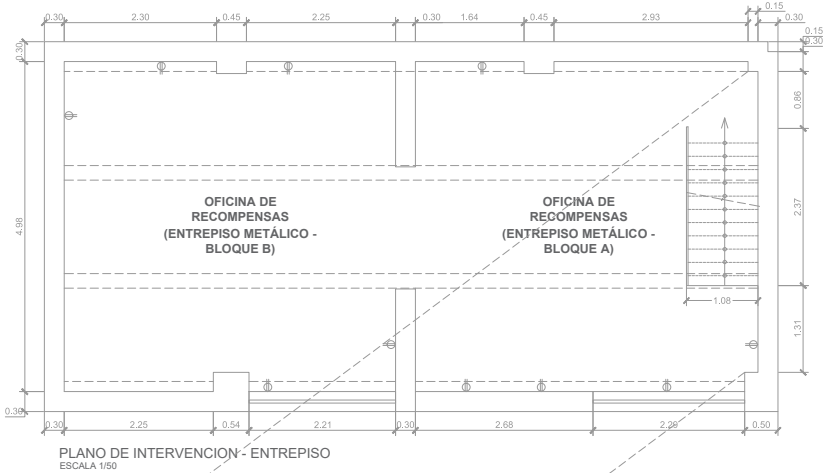 0.15
0.30 2.30 0.45 2.25 0.30 1.64 0.45 2.93 0.30
0.15
0.30
0.30
0.86
OFICINA DE
RECOMPENSAS
(ENTREPISO METÁLICO -
BLOQUE B)
OFICINA DE
RECOMPENSAS
(ENTREPISO METÁLICO -
BLOQUE A)
4.98
2.37
1.08
1.31
0.30
0.30 2.25 0.54 2.21 0.30 2.68 2.29 0.50
PLANO DE INTERVENCION - ENTREPISO
ESCALA 1/50